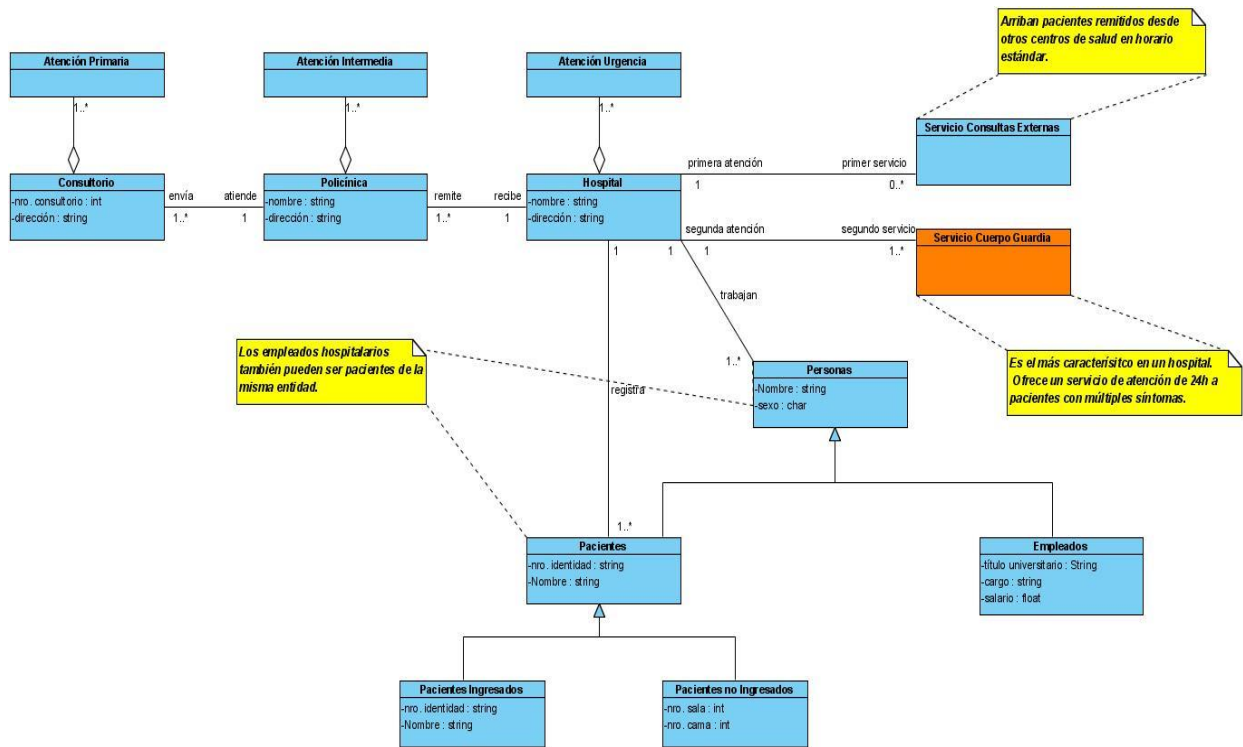 Arriban pacientes remitidos desde
otros centros de salud en horario
estándar.
Atención Primaria
Atención Intermedia
Atención Urgencia
1..*
1..*
1..*
Servicio Consultas Externas
Consultorio
-nro. consultorio : int
-dirección : string
envía
atiende
1..*
1
Policínica
-nombre : string
-dirección : string
remite
recibe
1..*
1
Hospital
-nombre : string
-dirección : string
primera atención
primer servicio
1
0..*
segunda atención
segundo servicio
1
1
1
1..*
Servicio Cuerpo Guardia
trabajan
Los empleados hospitalarios
también pueden ser pacientes de la
misma entidad.
Es el más caracterísitco en un hospital.
Ofrece un servicio de atención de 24h a
pacientes con múltiples síntomas.
1..*
Personas
-Nombre : string
-sexo : char
registra
1..*
Pacientes
-nro. identidad : string
-Nombre : string
Empleados
-título universitario : String
-cargo : string
-salario : float
Pacientes Ingresados
-nro. identidad : string
-Nombre : string
Pacientes no Ingresados
-nro. sala : int
-nro. cama : int